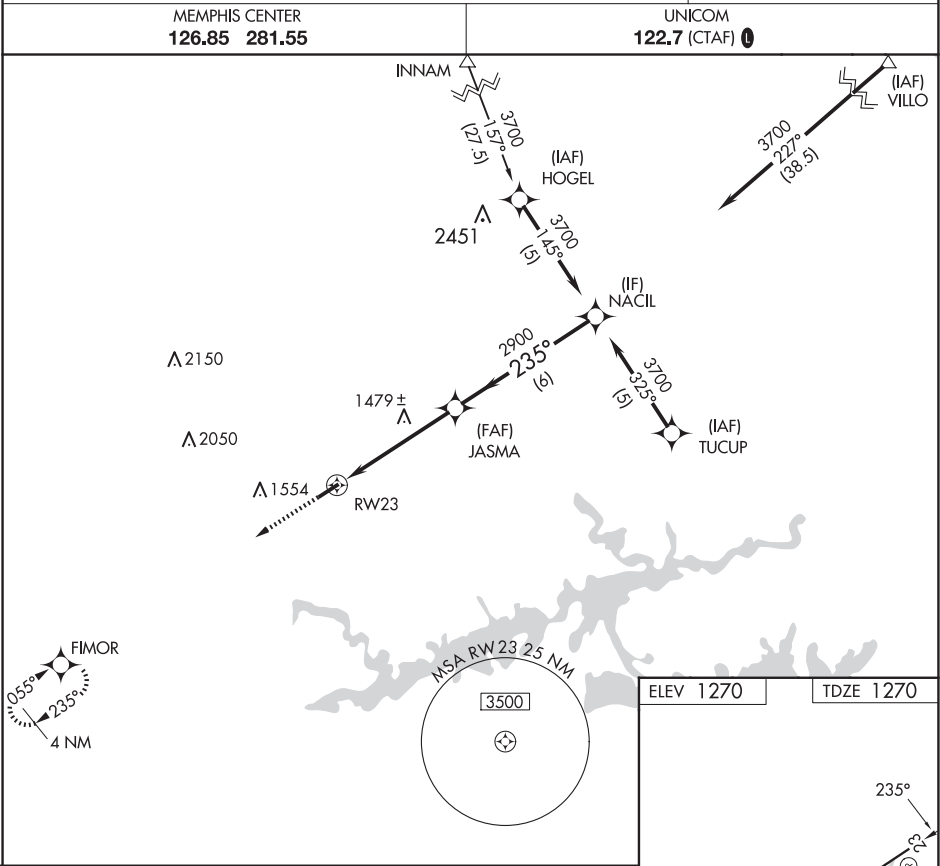 MEMPHIS CENTER
126.85 281.55
UNICOM
122.7 (CTAF) L
INNAM
3700
157°
(27.5)
(IAF)
VILLO
3700
227°
(38.5)
(IAF)
HOGEL
2451
3700
145°
(5)
(IF)
NACIL
2900
235°
(6)
3700
325°
(5)
2150
1479 ±
(FAF)
JASMA
(IAF)
TUCUP
2050
1554
RW23
FIMOR
055°
235°
4 NM
MSA RW 23 25 NM
3500
ELEV 1270
TDZE 1270
235°
23